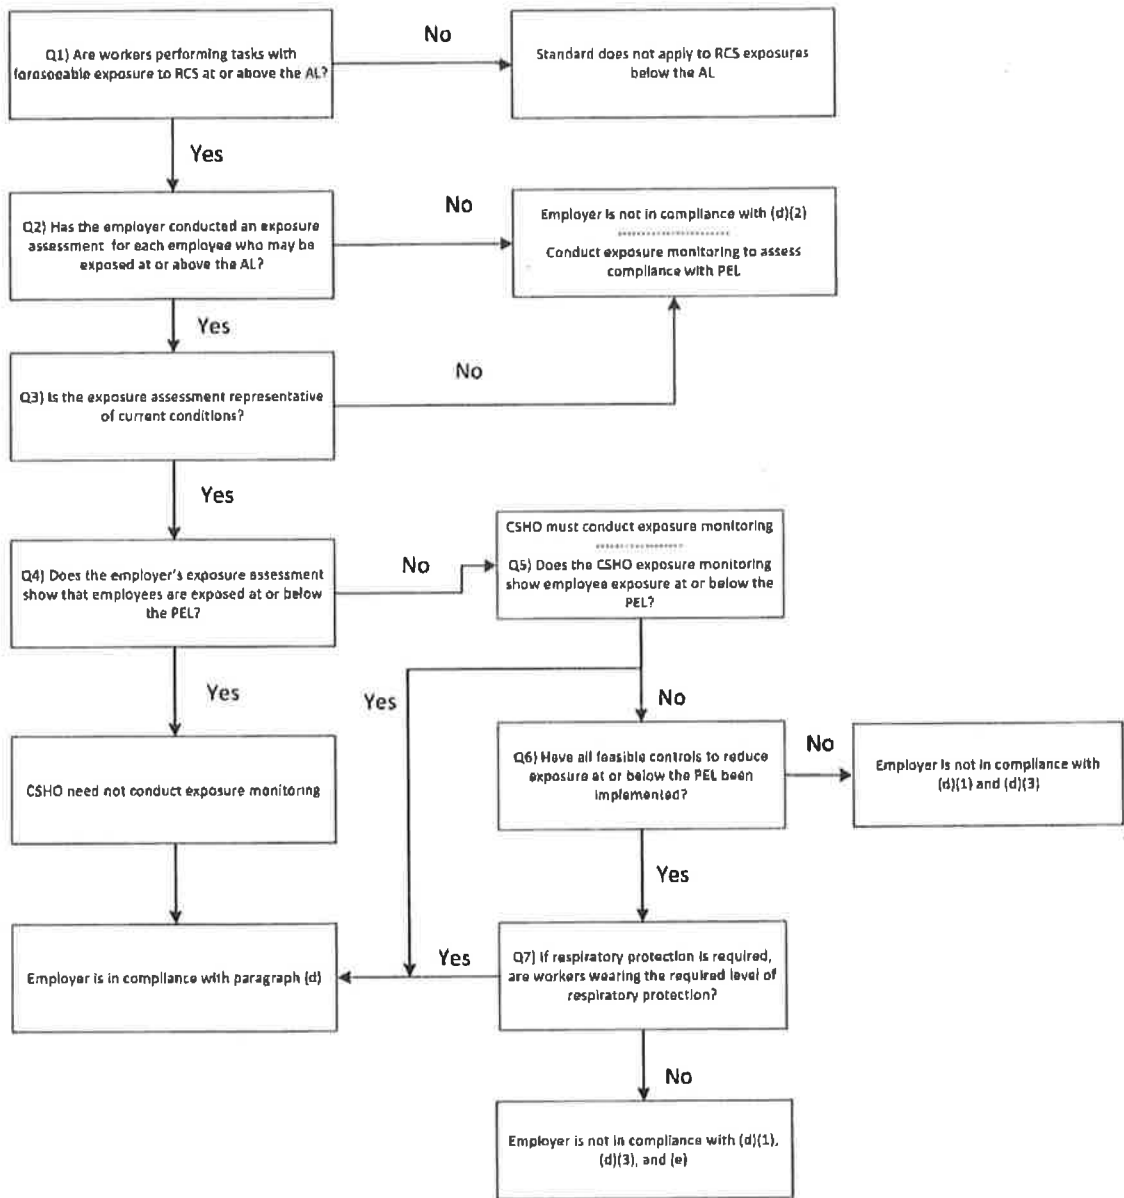 Q1) Are workers performing tasks with
foreseeable exposure to RCS at or above the AL?
No
Standard does not apply to RCS exposures
below the AL
Yes
Q2) Has the employer conducted an exposure
assessment for each employee who may be
exposed at or above the AL?
No
Employer is not in compliance with (d)(2)
Conduct exposure monitoring to assess
compliance with PEL
Yes
Q3) Is the exposure assessment representative
of current conditions?
No
Yes
Q4) Does the employer's exposure assessment
show that employees are exposed at or below
the PEL?
No
CSHO must conduct exposure monitoring
Q5) Does the CSHO exposure monitoring
show employee exposure at or below the
PEL?
Yes
Yes
No
CSHO need not conduct exposure monitoring
Q6) Have all feasible controls to reduce
exposure at or below the PEL been
implemented?
No
Employer is not in compliance with
(d)(1) and (d)(3)
Yes
Employer is in compliance with paragraph (d)
Yes
Q7) If respiratory protection is required,
are workers wearing the required level of
respiratory protection?
No
Employer is not in compliance with (d)(1),
(d)(3), and (e)